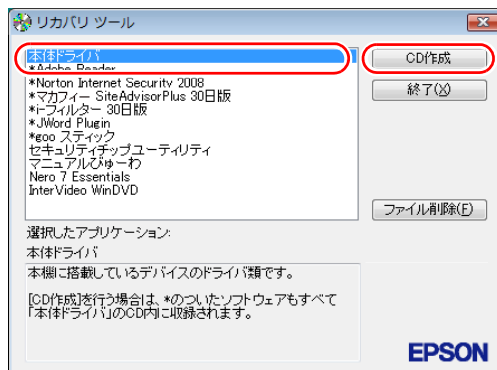 リカバリ ツール
本体ドライバ
*Adobe Reader
*Norton Internet Security 2008
*マカフィー SiteAdvisorPlus 30日版
*i-フィルター 30日版
*JWord Plugin
*goo スティック
セキュリティチップユーティリティ
マニュアルびゅーわ
Nero 7 Essentials
InterVideo WinDVD
CD作成
終了(X)
ファイル削除(F)
選択したアプリケーション:
本体ドライバ
本機に搭載しているデバイスのドライバ類です。
[CD作成]を行う場合は、*のついたソフトウェアもすべて
「本体ドライバ」のCD内に収録されます。
EPSON